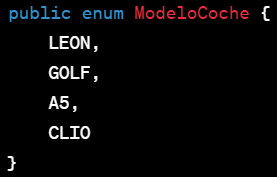 public enum ModeloCoche {
    LEON,
    GOLF,
    A5,
    CLIO
}